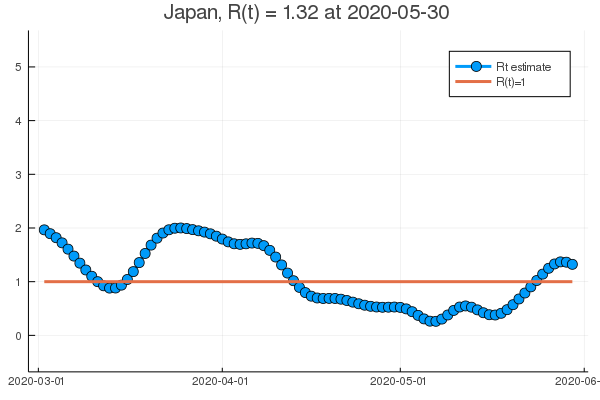 Japan, R(t) = 1.32 at 2020-05-30
5
4
3
2
1
0
Rt estimate
R(t)=1
2020-03-01 2020-04-01 2020-05-01 2020-06-